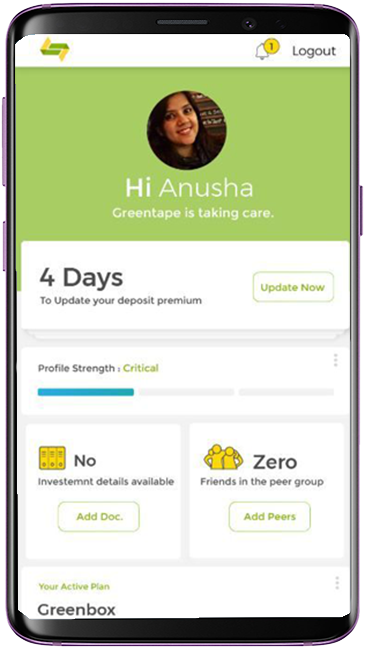 1
Logout
Hi Anusha
Greentape is taking care.
4 Days
To Update your deposit premium
Update Now
Profile Strength : Critical
No
Investemnt details available
Add Doc.
Zero
Friends in the peer group
Add Peers
Your Active Plan
Greenbox